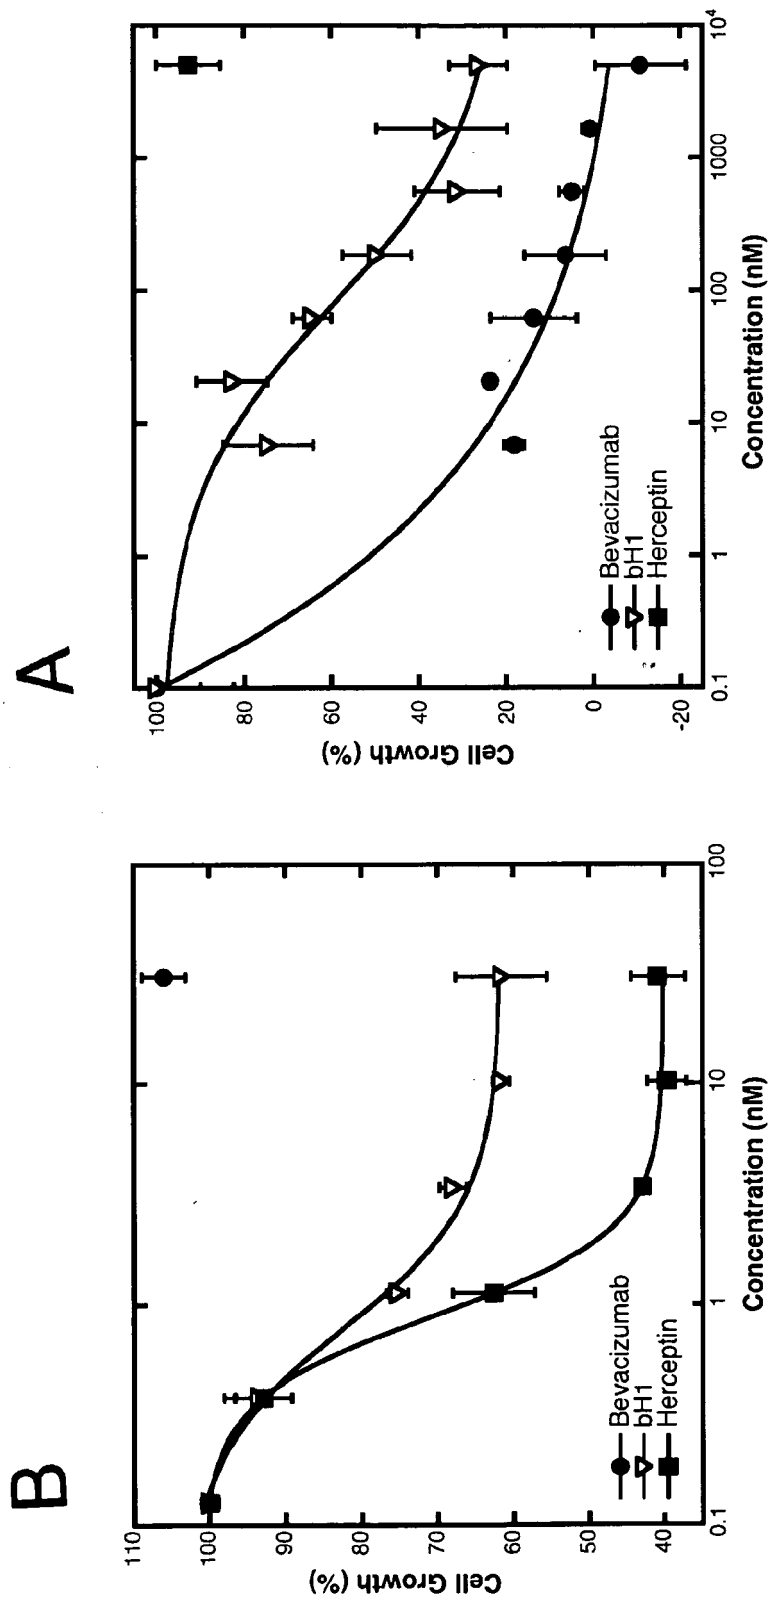 A
Cell Growth (%)
100
80
60
40
20
0
-20
0.1
1
10
100
1000
10⁴
Concentration (nM)
Bevacizumab
bH1
Herceptin
B
Cell Growth (%)
110
100
90
80
70
60
50
40
0.1
1
10
100
Concentration (nM)
Bevacizumab
bH1
Herceptin